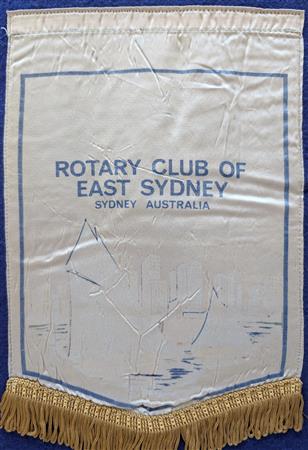 ROTARY CLUB OF
EAST SYDNEY
SYDNEY AUSTRALIA